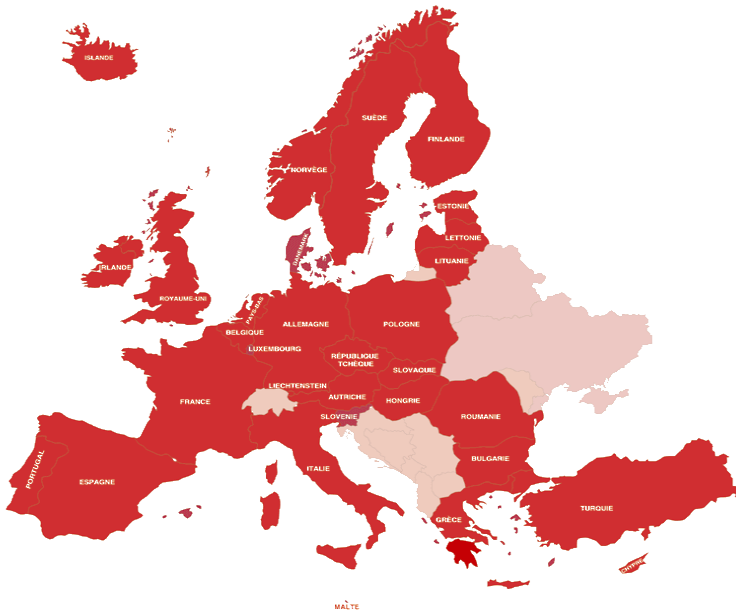 ISLANDE
SUÈDE
FINLANDE
NORVÈGE
ESTONIE
LETTONIE
LITUANIE
DANEMARK
IRLANDE
ROYAUME-UNI
PAYS-BAS
BELGIQUE
ALLEMAGNE
POLOGNE
LUXEMBOURG
RÉPUBLIQUE
TCHÈQUE
SLOVAQUIE
LIECHTENSTEIN
AUTRICHE
HONGRIE
FRANCE
SLOVENIE
ROUMANIE
PORTUGAL
ESPAGNE
ITALIE
BULGARIE
GRÈCE
TURQUIE
CHYPRE
MALTE